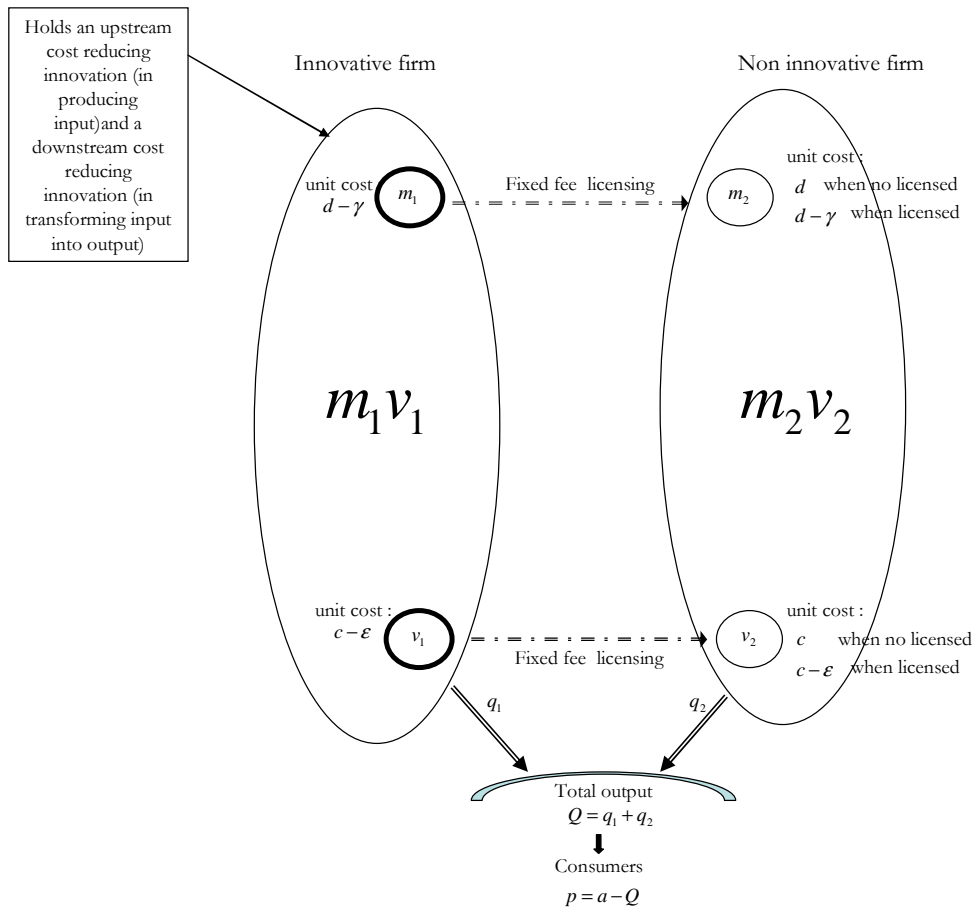 Holds an upstream
cost reducing
innovation (in
producing
input)and a
downstream cost
reducing
innovation (in
transforming input
into output)
Innovative firm
Non innovative firm
unit cost
d − γ
m₁
Fixed fee licensing
m₂
unit cost :
d when no licensed
d − γ when licensed
m₁v₁
m₂v₂
unit cost :
c − ε
v₁
Fixed fee licensing
v₂
unit cost :
c when no licensed
c − ε when licensed
q₁
q₂
Total output
Q = q₁ + q₂
Consumers
p = a − Q